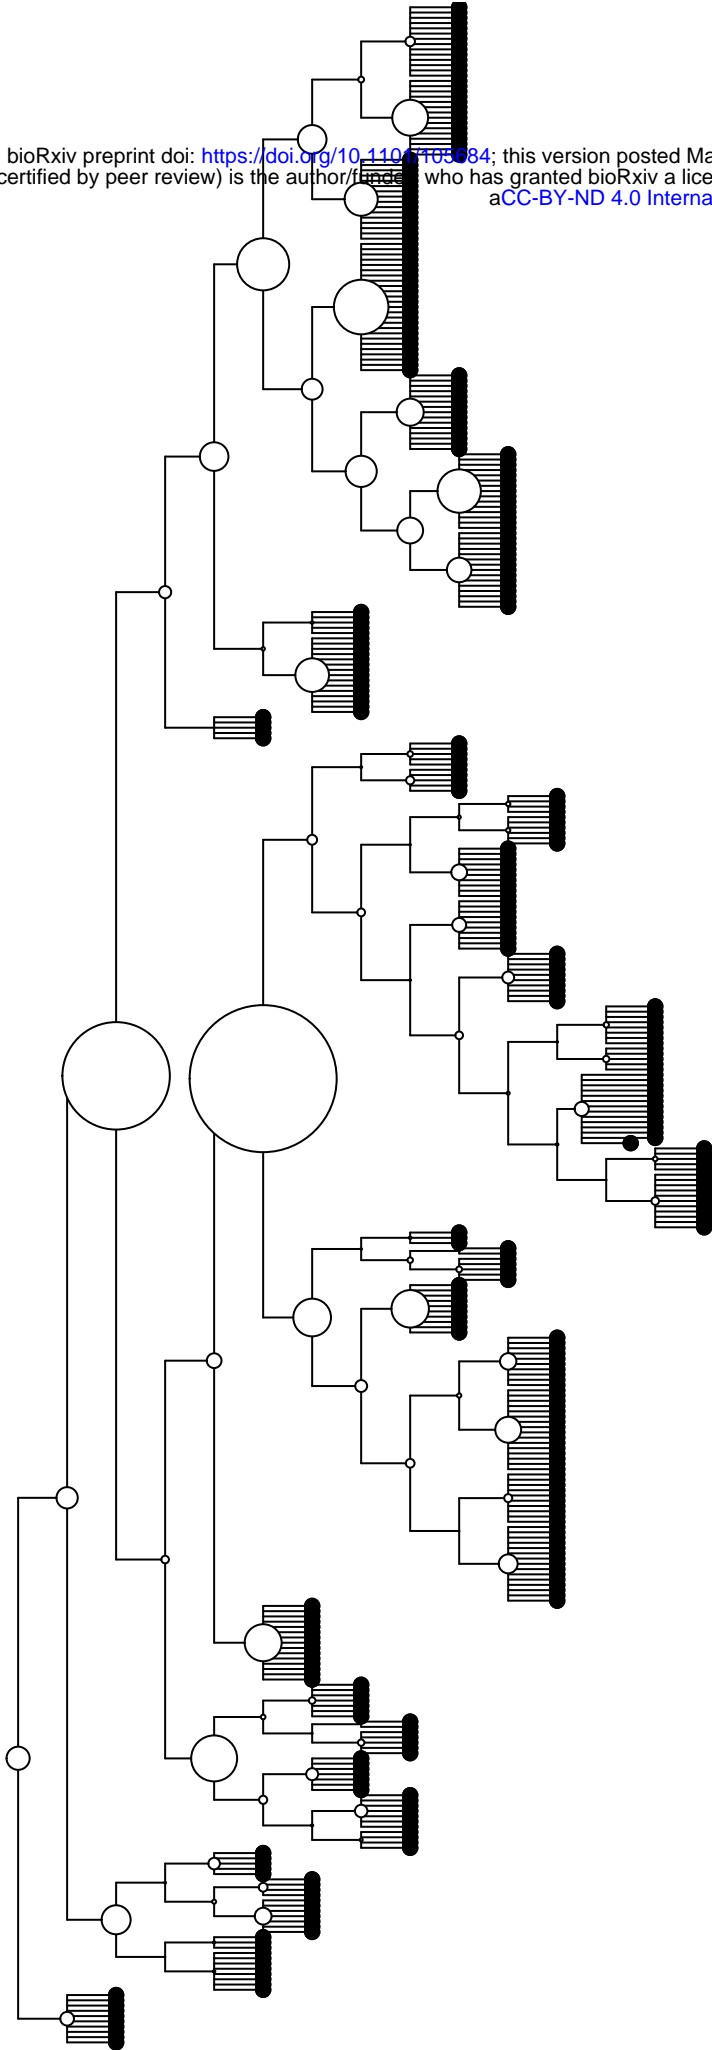 bioRxiv preprint doi: https://doi.org/10.1101/105684; this version posted Ma
certified by peer review) is the author/funder, who has granted bioRxiv a lice
aCC-BY-ND 4.0 Interna